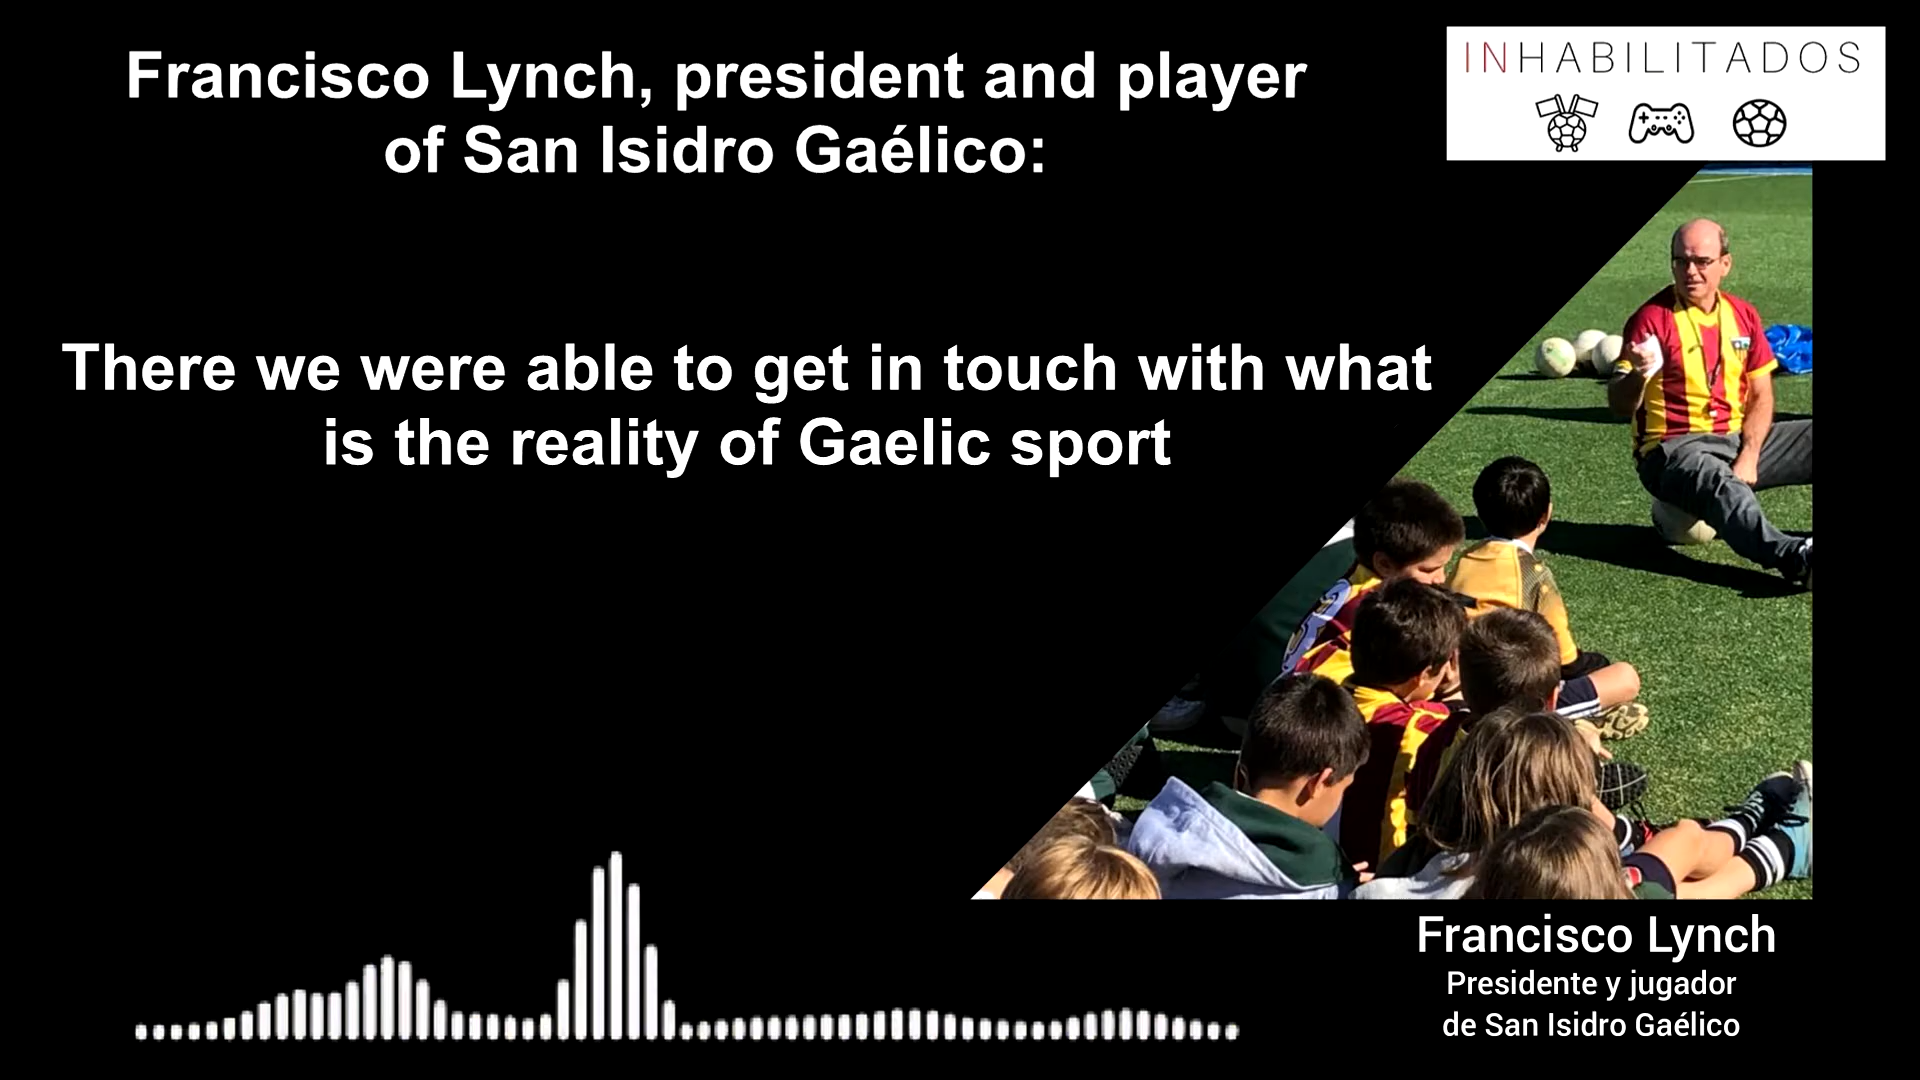 Francisco Lynch, president and player
of San Isidro Gaélico:
INHABILITADOS
There we were able to get in touch with what
is the reality of Gaelic sport
Francisco Lynch
Presidente y jugador
de San Isidro Gaélico